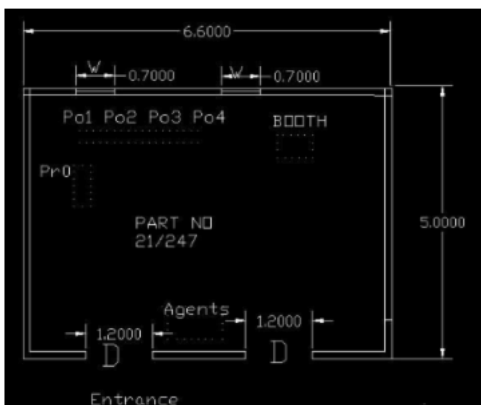 6.6000
W 0.7000 W 0.7000
Po1 Po2 Po3 Po4 BOOTH
Pr0
PART NO
21/247
5.0000
Agents
1.2000 1.2000
D D
Entrance